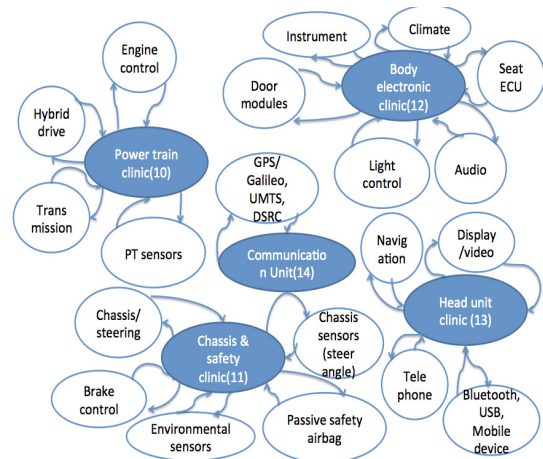 Engine
control
Hybrid
drive
Power train
clinic(10)
Trans
mission
PT sensors
Instrument
Climate
Body
electronic
clinic(12)
Seat
ECU
Door
modules
Light
control
Audio
GPS/
Galileo,
UMTS,
DSRC
Communicatio
n Unit(14)
Navig
ation
Display
/video
Head unit
clinic (13)
Tele
phone
Bluetooth,
USB,
Mobile
device
Chassis/
steering
Chassis &
safety
clinic(11)
Chassis
sensors
(steer
angle)
Brake
control
Environmental
sensors
Passive safety
airbag